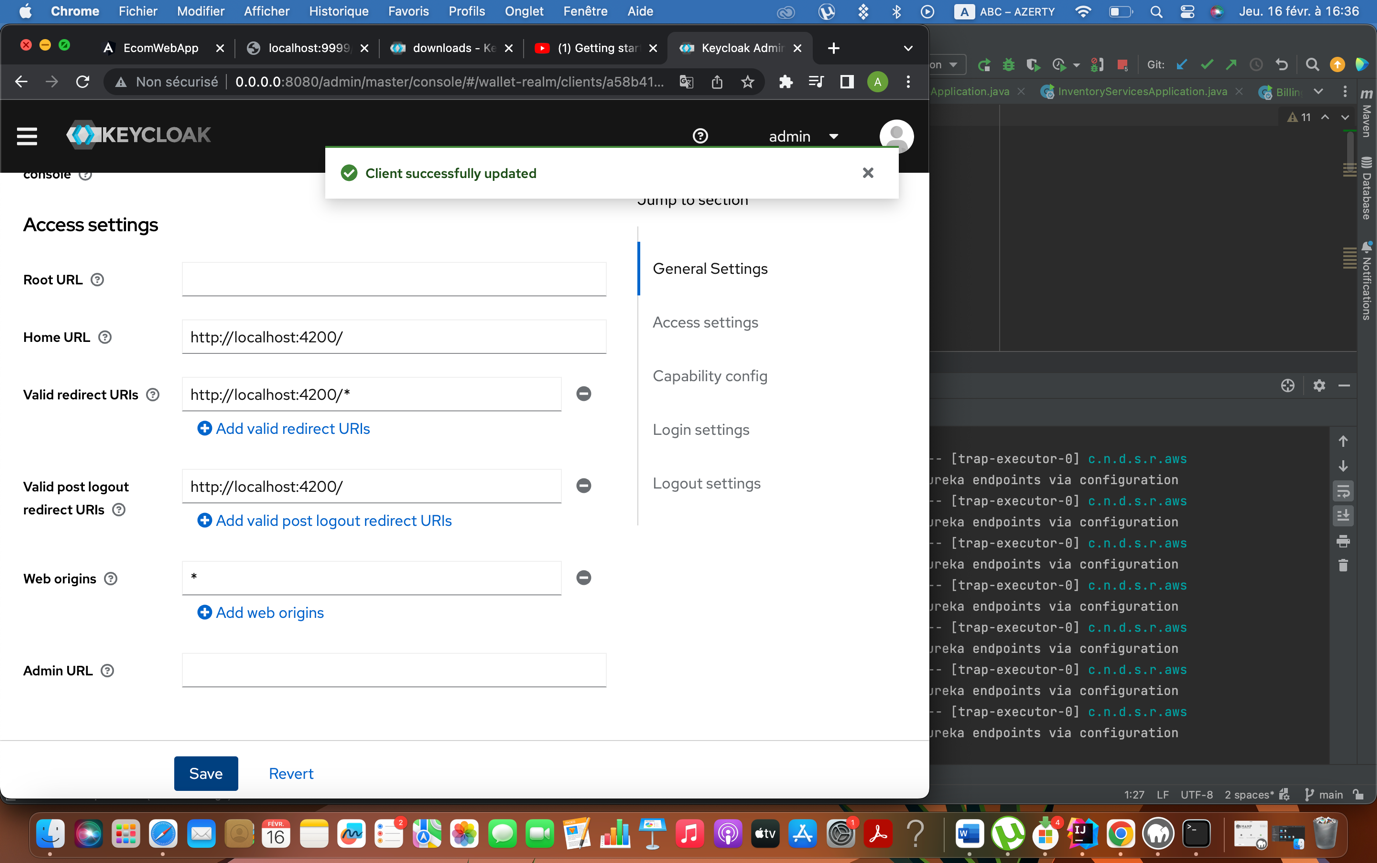 Chrome Fichier Modifier Afficher Historique Favoris Profils Onglet Fenêtre Aide A ABC – AZERTY Jeu. 16 févr. à 16:36
EcomWebApp localhost:9999 downloads - Ke (1) Getting star Keycloak Admin
Non sécurisé 0.0.0.0:8080/admin/master/console/#/wallet-realm/clients/a58b41... A
on Git:
Application.java InventoryServicesApplication.java Billin
11
Maven
Database
Notifications
KEYCLOAK admin
console
Client successfully updated
Jump to section
Access settings
General Settings
Root URL
Access settings
Home URL http://localhost:4200/
Capability config
Valid redirect URIs http://localhost:4200/*
Add valid redirect URIs
Login settings
Valid post logout redirect URIs http://localhost:4200/
Logout settings
Add valid post logout redirect URIs
Web origins *
Add web origins
Admin URL
Save Revert
-- [trap-executor-0] c.n.d.s.r.aws
ureka endpoints via configuration
-- [trap-executor-0] c.n.d.s.r.aws
ureka endpoints via configuration
-- [trap-executor-0] c.n.d.s.r.aws
ureka endpoints via configuration
-- [trap-executor-0] c.n.d.s.r.aws
ureka endpoints via configuration
-- [trap-executor-0] c.n.d.s.r.aws
ureka endpoints via configuration
-- [trap-executor-0] c.n.d.s.r.aws
ureka endpoints via configuration
-- [trap-executor-0] c.n.d.s.r.aws
ureka endpoints via configuration
1:27 LF UTF-8 2 spaces* main
FÉVR. 16 2 tv 1 4 IJ